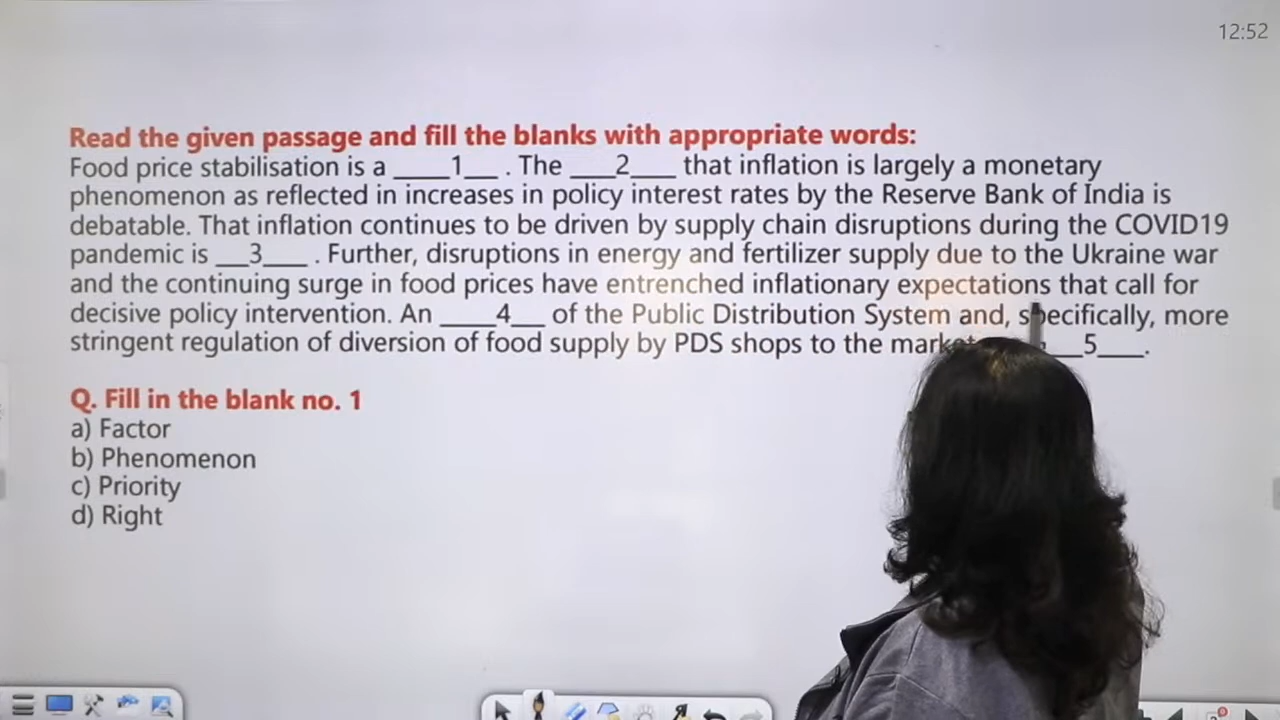 12:52
Read the given passage and fill the blanks with appropriate words:
Food price stabilisation is a ____1__ . The ___2___ that inflation is largely a monetary
phenomenon as reflected in increases in policy interest rates by the Reserve Bank of India is
debatable. That inflation continues to be driven by supply chain disruptions during the COVID19
pandemic is __3___ . Further, disruptions in energy and fertilizer supply due to the Ukraine war
and the continuing surge in food prices have entrenched inflationary expectations that call for
decisive policy intervention. An ____4__ of the Public Distribution System and, specifically, more
stringent regulation of diversion of food supply by PDS shops to the __5___.
Q. Fill in the blank no. 1
a) Factor
b) Phenomenon
c) Priority
d) Right